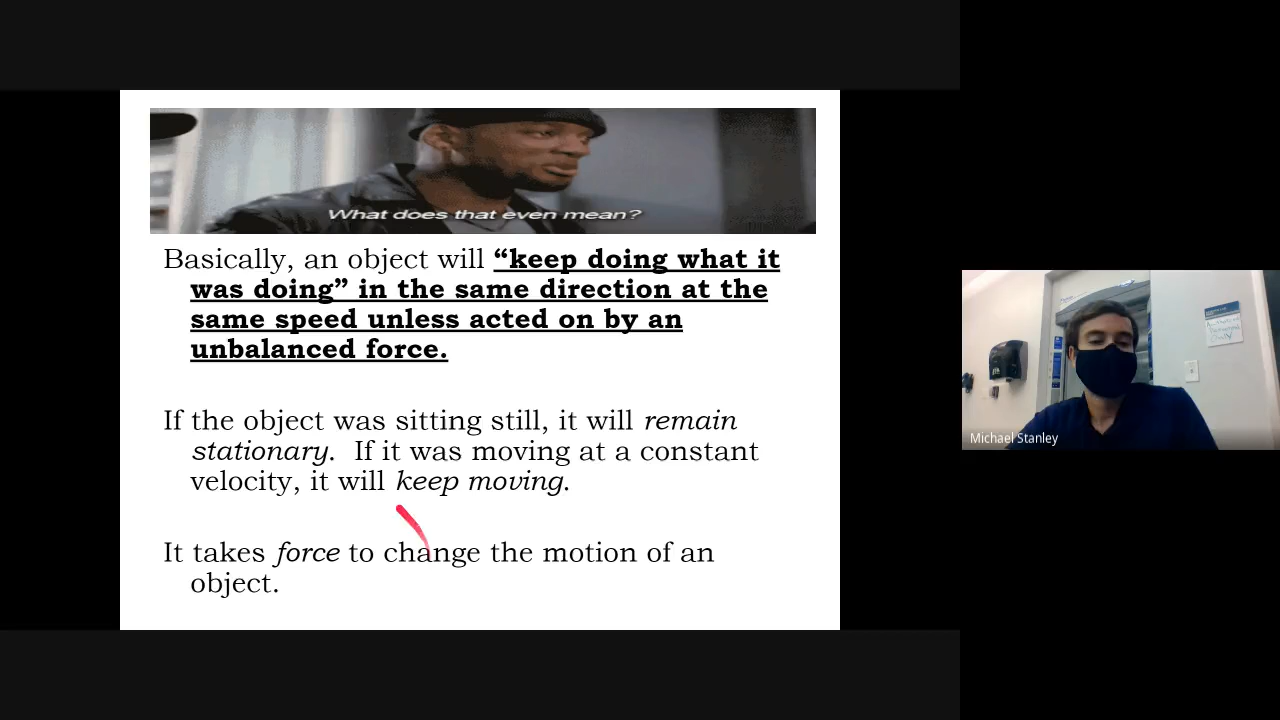 What does that even mean?
Basically, an object will “keep doing what it
was doing” in the same direction at the
same speed unless acted on by an
unbalanced force.
If the object was sitting still, it will remain
stationary.  If it was moving at a constant
velocity, it will keep moving.
It takes force to change the motion of an
object.
Michael Stanley